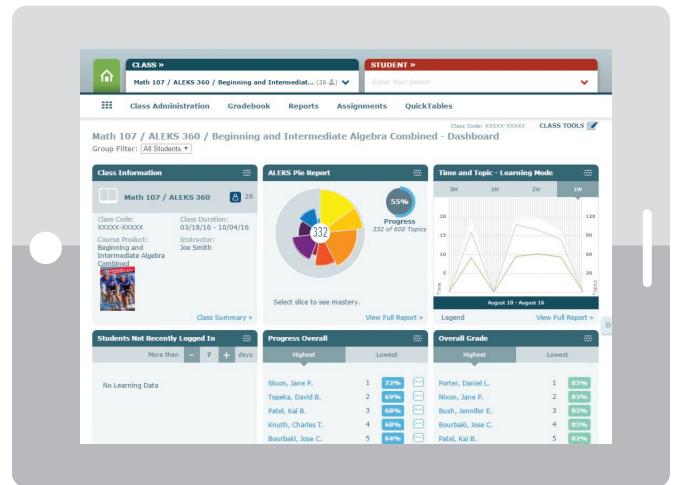 CLASS »
STUDENT »
Math 107 / ALEKS 360 / Beginning and Intermediat... (26
Enter Your Search
Class Administration Gradebook Reports Assignments QuickTables
Class Code: XXXXX-XXXXX CLASS TOOLS
Math 107 / ALEKS 360 / Beginning and Intermediate Algebra Combined - Dashboard
Group Filter: All Students
Class Information
Math 107 / ALEKS 360 26
Class Code: Class Duration:
XXXXX-XXXXX 03/18/16 - 10/04/16
Course Product: Instructor:
Beginning and Joe Smith
Intermediate Algebra
Combined
Class Summary »
ALEKS Pie Report
55%
Progress
332 of 600 Topics
332
Select slice to see mastery.
View Full Report »
Time and Topic - Learning Mode
3M 1M 2W 1W
20 120
15 90
10 60
5 30
Time Topics
August 10 - August 16
Legend View Full Report »
Students Not Recently Logged In
More than - 7 + days
No Learning Data
Progress Overall
Highest Lowest
Nixon, Jane P. 1 72%
Topeka, David B. 2 69%
Patel, Kai B. 3 68%
Knuth, Charles T. 4 68%
Bourbaki, Jose C. 5 64%
Overall Grade
Highest Lowest
Porter, Daniel L. 1 83%
Nixon, Jane P. 2 83%
Bush, Jennifer E. 3 83%
Bourbaki, Jose C. 4 83%
Patel, Kai B. 5 82%